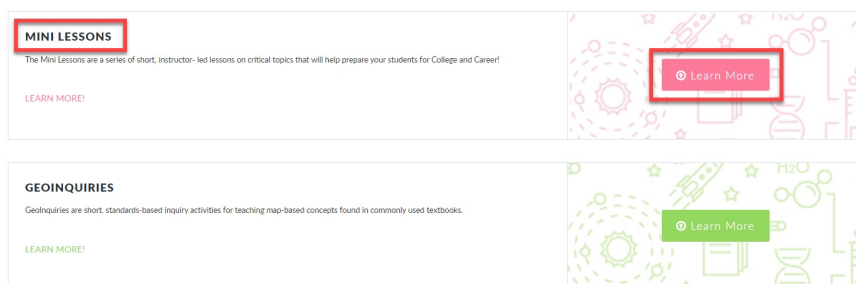 MINI LESSONS
The Mini Lessons are a series of short, instructor- led lessons on critical topics that will help prepare your students for College and Career!
LEARN MORE!
H2O
Learn More
GEOINQUIRIES
GeoInquiries are short, standards-based inquiry activities for teaching map-based concepts found in commonly used textbooks.
LEARN MORE!
H2O
Learn More